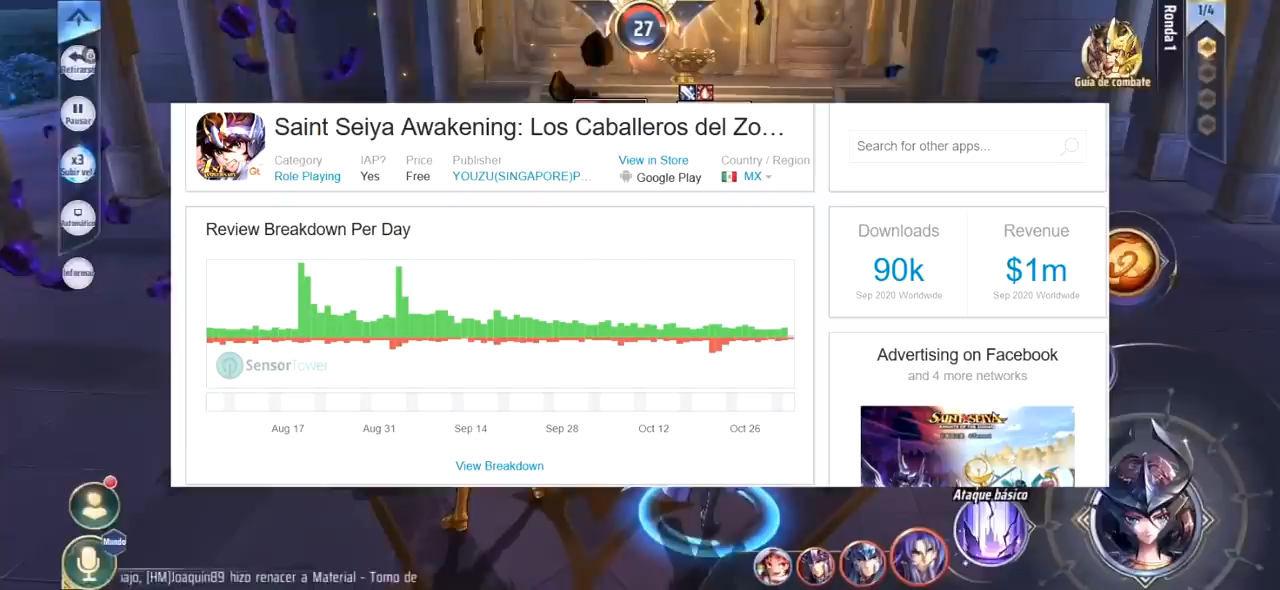 27
Ronda 1
1/4
Guía de combate
Retirarse
Pausar
x3
Subir vel
Automático
Informac
Saint Seiya Awakening: Los Caballeros del Zo…
Category
Role Playing
IAP?
Yes
Price
Free
Publisher
YOUZU(SINGAPORE)P…
View in Store
Google Play
Country / Region
MX
Search for other apps...
Review Breakdown Per Day
SensorTower
Aug 17 Aug 31 Sep 14 Sep 28 Oct 12 Oct 26
View Breakdown
Downloads
90k
Sep 2020 Worldwide
Revenue
$1m
Sep 2020 Worldwide
Advertising on Facebook
and 4 more networks
SAINT SEIYA
Ataque básico
Mundo
ajo, [HM]Joaquin89 hizo renacer a Material - Tomo de